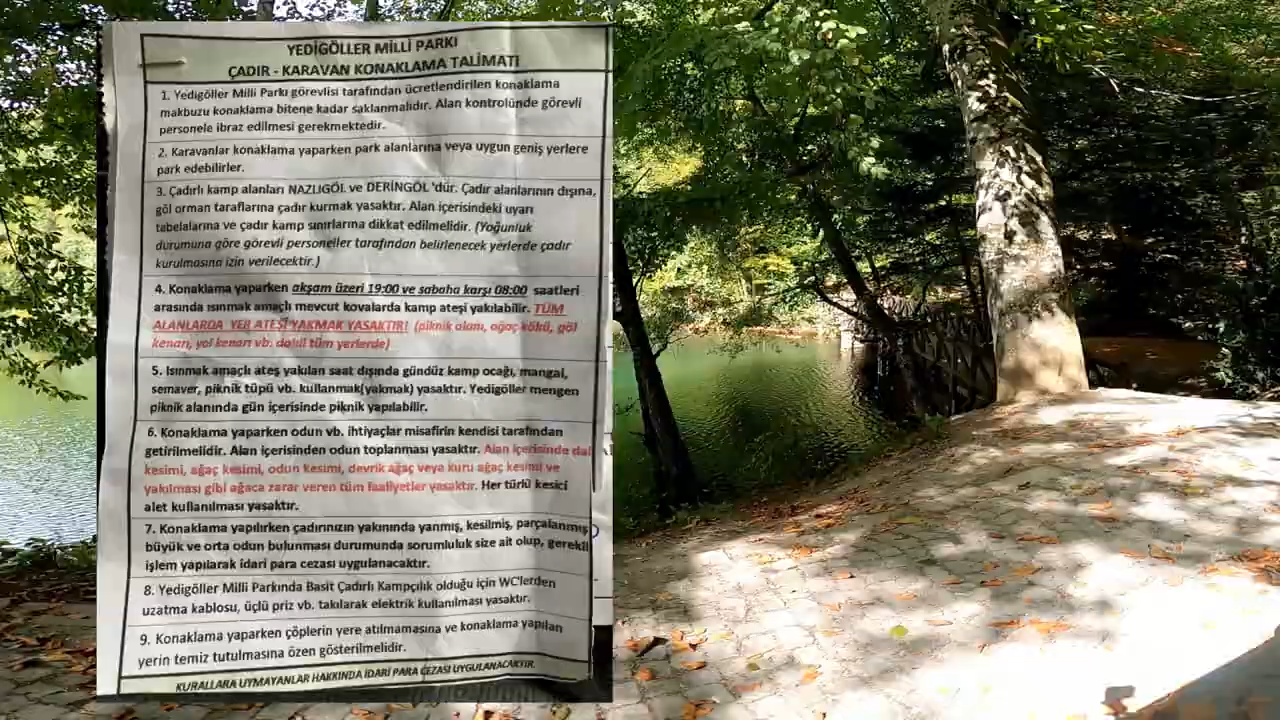 YEDİGÖLLER MİLLİ PARKI
ÇADIR - KARAVAN KONAKLAMA TALİMATI
1. Yedigöller Milli Parkı görevlisi tarafından ücretlendirilen konaklama
makbuzu konaklama bitene kadar saklanmalıdır. Alan kontrolünde görevli
personele ibraz edilmesi gerekmektedir.
2. Karavanlar konaklama yaparken park alanlarına veya uygun geniş yerlere
park edebilirler.
3. Çadırlı kamp alanları NAZLIGÖL ve DERİNGÖL 'dür. Çadır alanlarının dışına,
göl orman taraflarına çadır kurmak yasaktır. Alan içerisindeki uyarı
tabelalarına ve çadır kamp sınırlarına dikkat edilmelidir. (Yoğunluk
durumuna göre görevli personeller tarafından belirlenecek yerlerde çadır
kurulmasına izin verilecektir.)
4. Konaklama yaparken akşam üzeri 19:00 ve sabaha karşı 08:00 saatleri
arasında ısınmak amaçlı mevcut kovalarda kamp ateşi yakılabilir. TÜM
ALANLARDA YER ATEŞİ YAKMAK YASAKTIR! (piknik alanı, ağaç kökü, göl
kenarı, yol kenarı vb. dahil tüm yerlerde)
5. Isınmak amaçlı ateş yakılan saat dışında gündüz kamp ocağı, mangal,
semaver, piknik tüpü vb. kullanmak(yakmak) yasaktır. Yedigöller mengen
piknik alanında gün içerisinde piknik yapılabilir.
6. Konaklama yaparken odun vb. ihtiyaçlar misafirin kendisi tarafından
getirilmelidir. Alan içerisinden odun toplanması yasaktır. Alan içerisinde dal
kesimi, ağaç kesimi, odun kesimi, devrik ağaç veya kuru ağaç kesimi ve
yakılması gibi ağaca zarar veren tüm faaliyetler yasaktır. Her türlü kesici
alet kullanılması yasaktır.
7. Konaklama yapılırken çadırınızın yakınında yanmış, kesilmiş, parçalanmış
büyük ve orta odun bulunması durumunda sorumluluk size ait olup, gerekli
işlem yapılarak idari para cezası uygulanacaktır.
8. Yedigöller Milli Parkında Basit Çadırlı Kampçılık olduğu için WC'lerden
uzatma kablosu, üçlü priz vb. takılarak elektrik kullanılması yasaktır.
9. Konaklama yaparken çöplerin yere atılmamasına ve konaklama yapılan
yerin temiz tutulmasına özen gösterilmelidir.
KURALLARA UYMAYANLAR HAKKINDA İDARİ PARA CEZASI UYGULANACAKTIR.